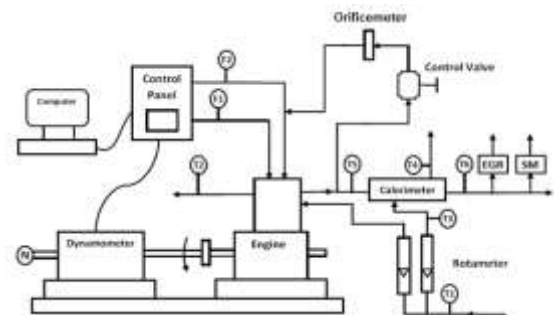 Orificemeter
Control Valve
Control
Panel
Computer
F2
F1
T2
T5
T4
T6
EGR
SM
Calorimeter
T3
Dynamometer
Engine
Rotameter
N
T1